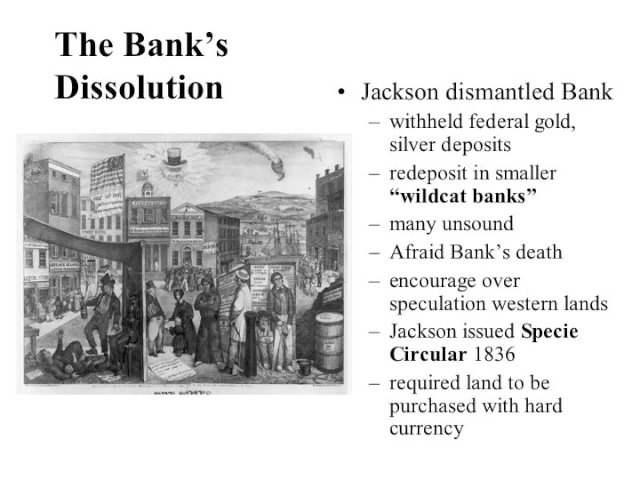 The Bank’s
Dissolution
• Jackson dismantled Bank
– withheld federal gold,
silver deposits
– redeposit in smaller
“wildcat banks”
– many unsound
– Afraid Bank’s death
– encourage over
speculation western lands
– Jackson issued Specie
Circular 1836
– required land to be
purchased with hard
currency